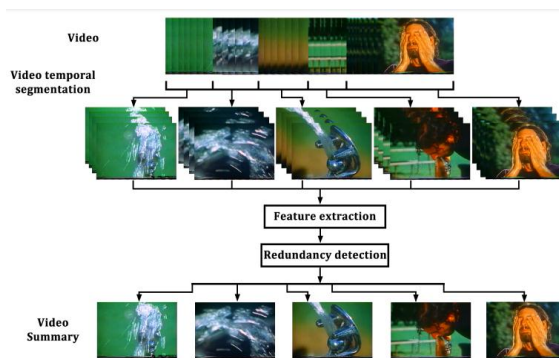 Video
Video temporal
segmentation
Feature extraction
Redundancy detection
Video
Summary